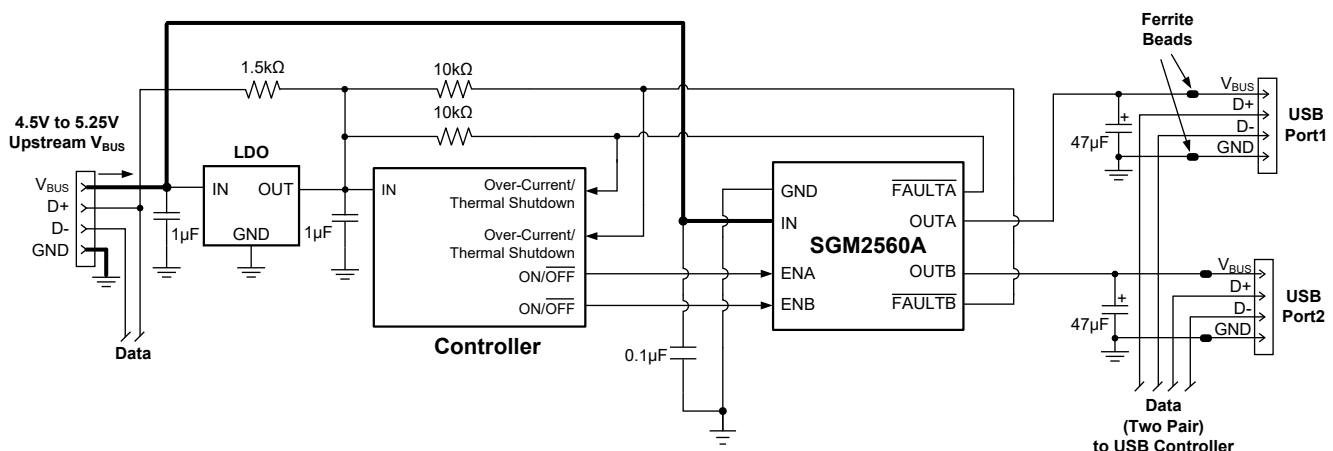 Ferrite
Beads
1.5kΩ
10kΩ
10kΩ
4.5V to 5.25V
Upstream VBUS
VBUS
D+
D-
GND
Data
1µF
LDO
IN
OUT
GND
1µF
IN
Over-Current/
Thermal Shutdown
Over-Current/
Thermal Shutdown
ON/OFF
ON/OFF
Controller
0.1µF
GND
IN
ENA
ENB
SGM2560A
FAULTA
OUTA
OUTB
FAULTB
47µF
VBUS
D+
D-
GND
USB
Port1
47µF
VBUS
D+
D-
GND
USB
Port2
Data
(Two Pair)
to USB Controller